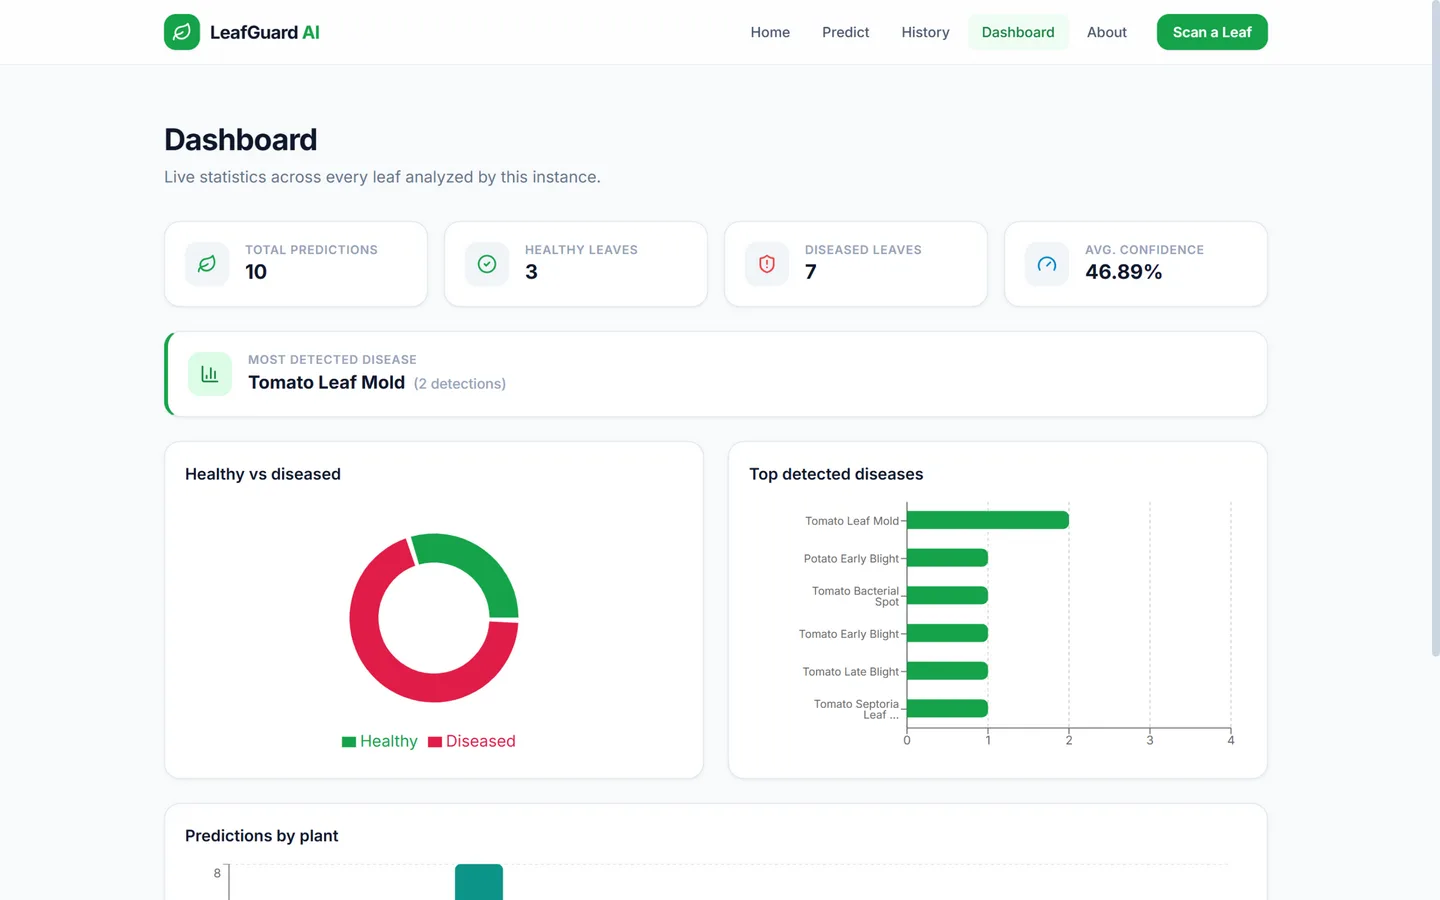 LeafGuard AI
Home
Predict
History
Dashboard
About
Scan a Leaf
Dashboard
Live statistics across every leaf analyzed by this instance.
TOTAL PREDICTIONS
10
HEALTHY LEAVES
3
DISEASED LEAVES
7
AVG. CONFIDENCE
46.89%
MOST DETECTED DISEASE
Tomato Leaf Mold (2 detections)
Healthy vs diseased
Healthy
Diseased
Top detected diseases
Tomato Leaf Mold
Potato Early Blight
Tomato Bacterial
Spot
Tomato Early Blight
Tomato Late Blight
Tomato Septoria
Leaf ...
0 1 2 3 4
Predictions by plant
8